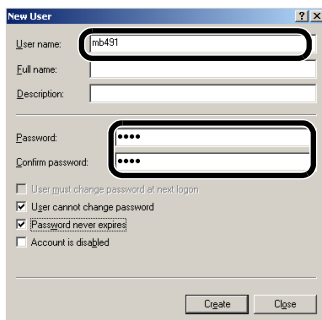 New User
User name: mb491
Full name:
Description:
Password: ••••
Confirm password: ••••
User must change password at next logon
User cannot change password
Password never expires
Account is disabled
Create Close